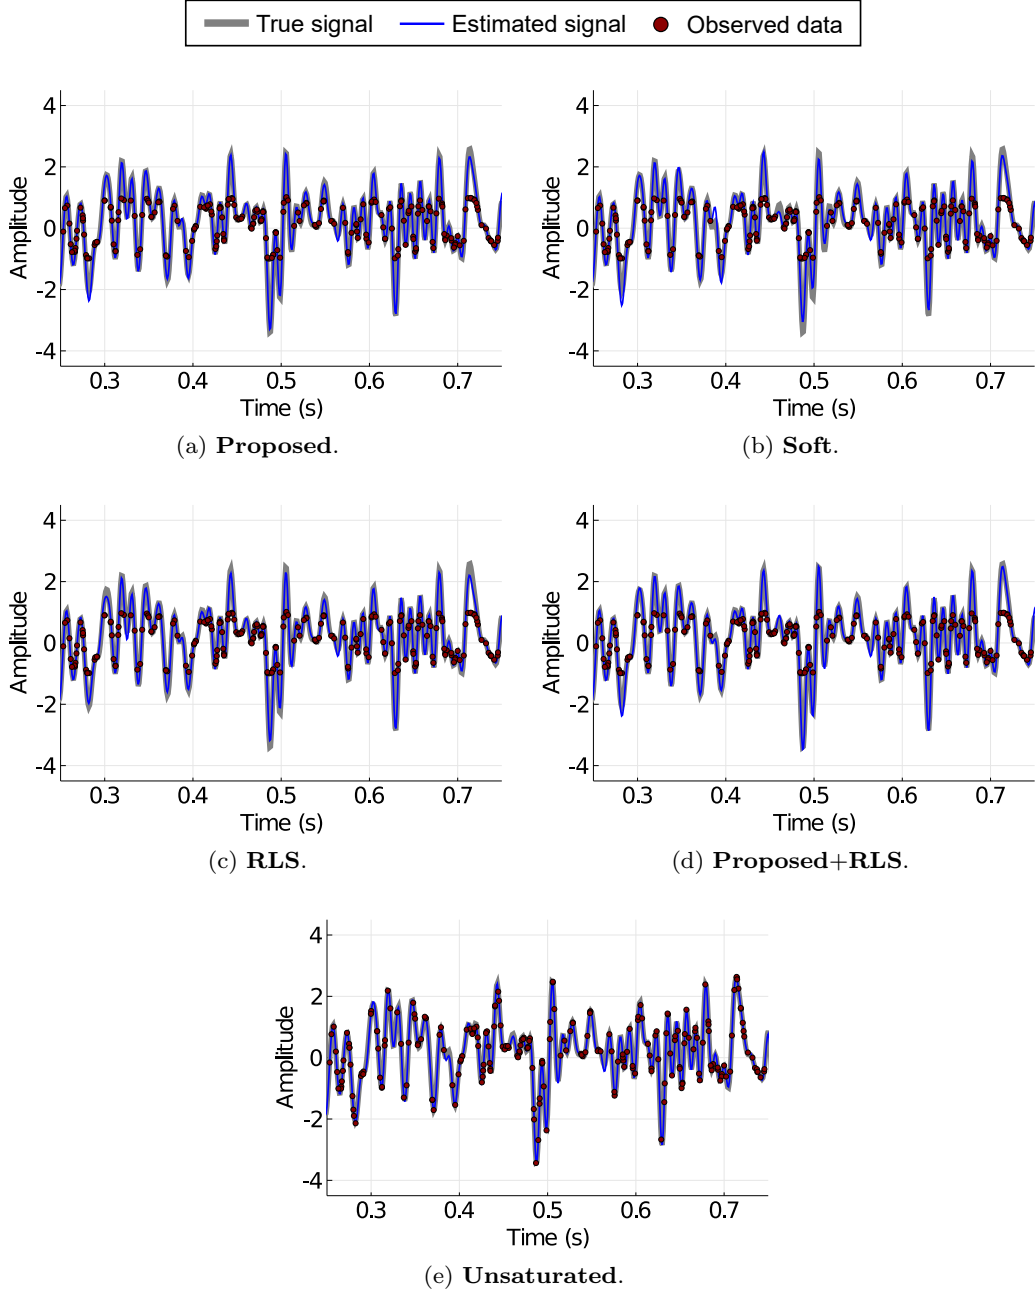 True signal Estimated signal Observed data
4
2
0
-2
-4
Amplitude
0.3 0.4 0.5 0.6 0.7
Time (s)
(a) Proposed.
4
2
0
-2
-4
Amplitude
0.3 0.4 0.5 0.6 0.7
Time (s)
(b) Soft.
4
2
0
-2
-4
Amplitude
0.3 0.4 0.5 0.6 0.7
Time (s)
(c) RLS.
4
2
0
-2
-4
Amplitude
0.3 0.4 0.5 0.6 0.7
Time (s)
(d) Proposed+RLS.
4
2
0
-2
-4
Amplitude
0.3 0.4 0.5 0.6 0.7
Time (s)
(e) Unsaturated.